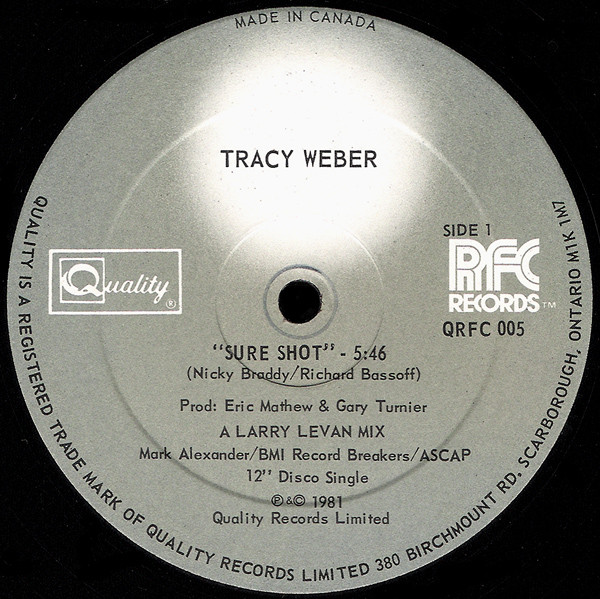 MADE IN CANADA
TRACY WEBER
SIDE 1
Quality®
RFC
RECORDS™
QRFC 005
“SURE SHOT” - 5:46
(Nicky Braddy/Richard Bassoff)
Prod: Eric Mathew & Gary Turnier
A LARRY LEVAN MIX
Mark Alexander/BMI Record Breakers/ASCAP
12” Disco Single
℗&© 1981
Quality Records Limited
QUALITY IS A REGISTERED TRADE MARK OF QUALITY RECORDS LIMITED 380 BIRCHMOUNT RD. SCARBOROUGH, ONTARIO M1K 1M7